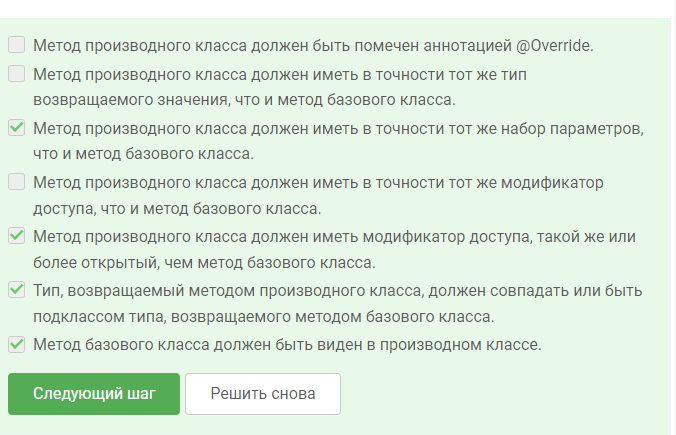 Метод производного класса должен быть помечен аннотацией @Override.
Метод производного класса должен иметь в точности тот же тип
возвращаемого значения, что и метод базового класса.
Метод производного класса должен иметь в точности тот же набор параметров,
что и метод базового класса.
Метод производного класса должен иметь в точности тот же модификатор
доступа, что и метод базового класса.
Метод производного класса должен иметь модификатор доступа, такой же или
более открытый, чем метод базового класса.
Тип, возвращаемый методом производного класса, должен совпадать или быть
подклассом типа, возвращаемого методом базового класса.
Метод базового класса должен быть виден в производном классе.
Следующий шаг Решить снова